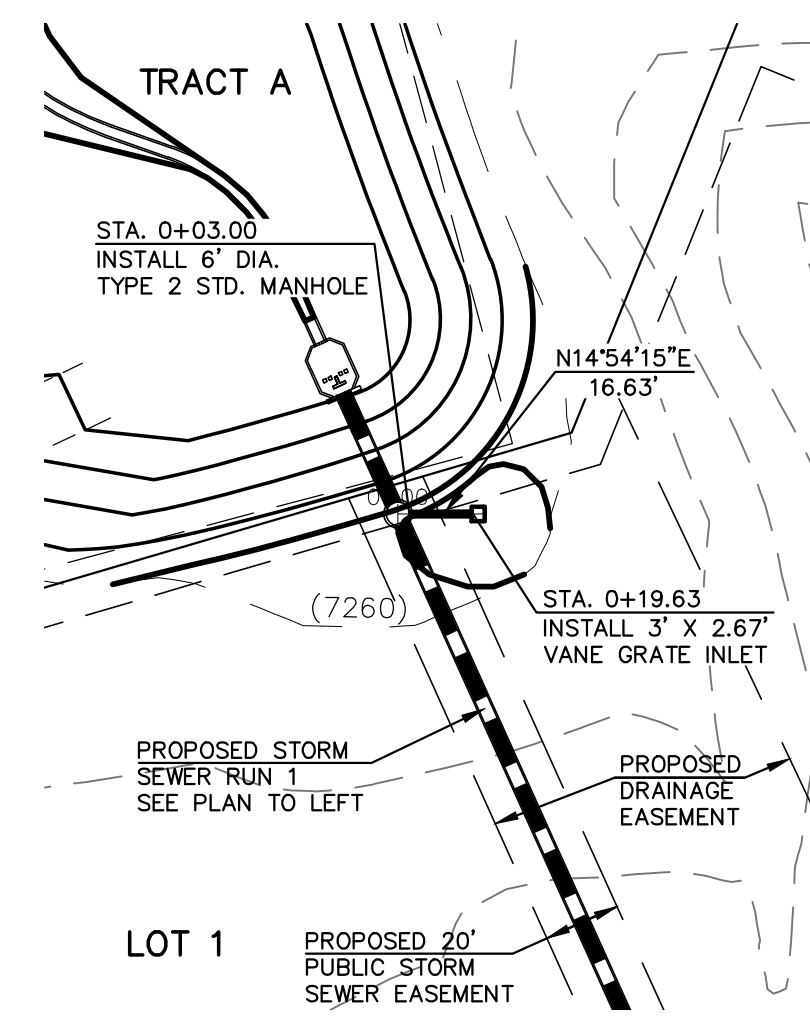 TRACT A
STA. 0+03.00
INSTALL 6' DIA.
TYPE 2 STD. MANHOLE
N14°54'15"E
16.63'
(7260)
STA. 0+19.63
INSTALL 3' X 2.67'
VANE GRATE INLET
PROPOSED STORM
SEWER RUN 1
SEE PLAN TO LEFT
PROPOSED
DRAINAGE
EASEMENT
LOT 1
PROPOSED 20'
PUBLIC STORM
SEWER EASEMENT